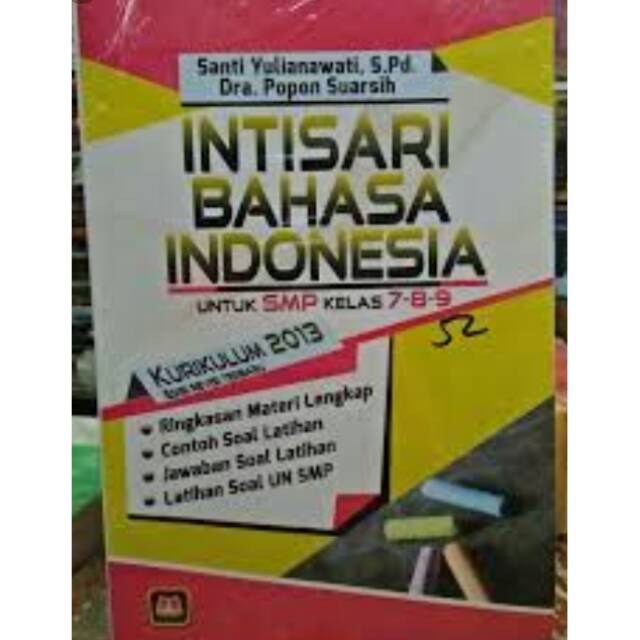 Santi Yulianawati, S.Pd.
Dra. Popon Suarsih
INTISARI
BAHASA
INDONESIA
UNTUK SMP KELAS 7-8-9
52
KURIKULUM 2013
Ringkasan Materi Lengkap
Contoh Soal Latihan
Jawaban Soal Latihan
Latihan Soal UN SMP